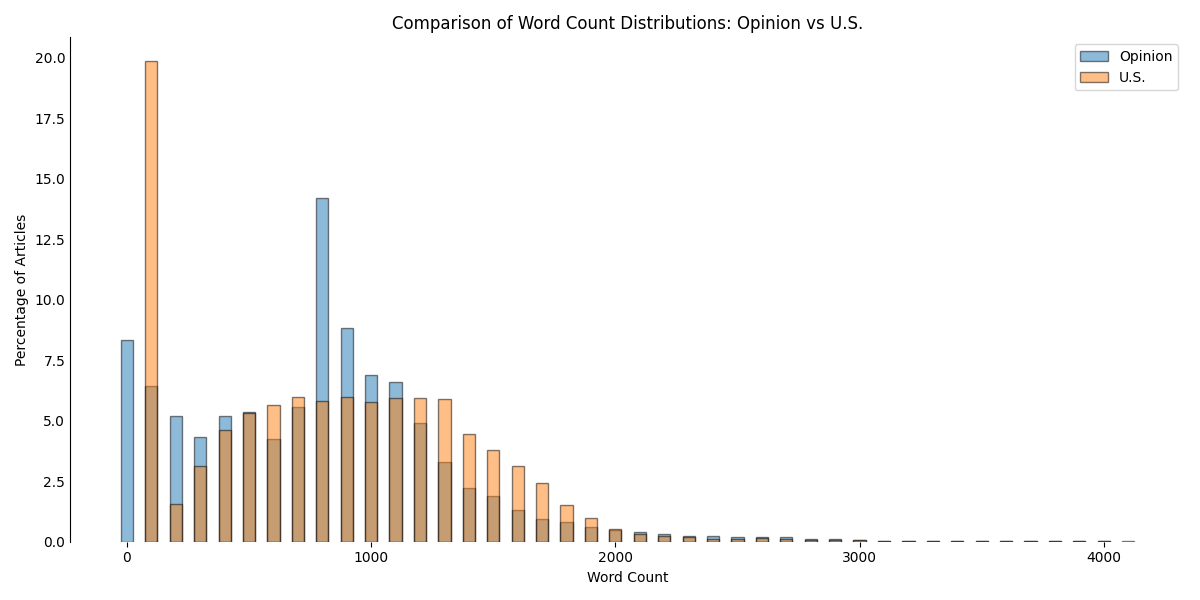 Comparison of Word Count Distributions: Opinion vs U.S.
Opinion
U.S.
20.0
17.5
15.0
12.5
10.0
7.5
5.0
2.5
0.0
Percentage of Articles
0 1000 2000 3000 4000
Word Count